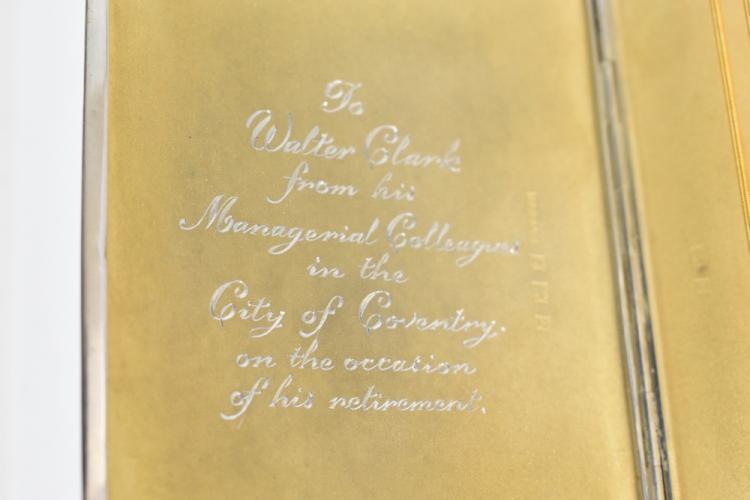 To
Walter Clark
from his
Managerial Colleagues
in the
City of Coventry.
on the occasion
of his retirement.